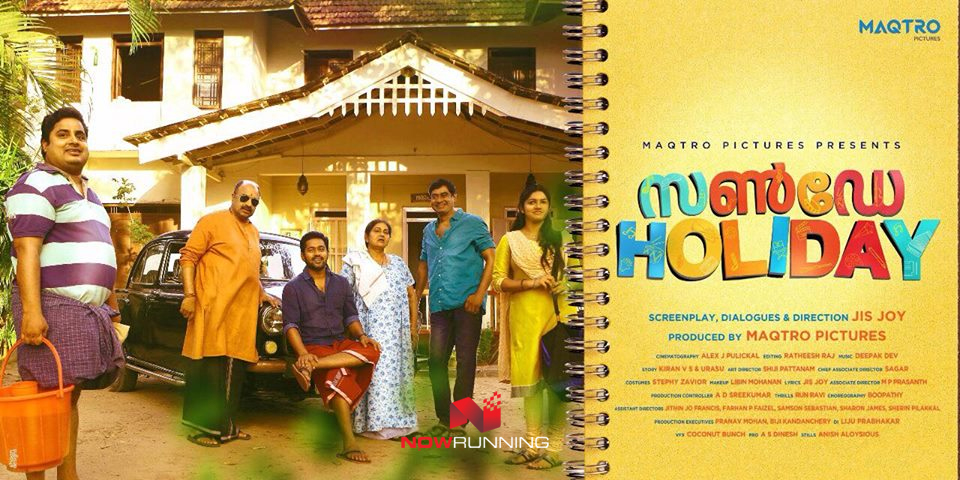 MAQTRO
PICTURES
MAQTRO PICTURES PRESENTS
സൺഡേ
HOLIDAY
SCREENPLAY, DIALOGUES & DIRECTION JIS JOY
PRODUCED BY MAQTRO PICTURES
CINEMATOGRAPHY ALEX J PULICKAL EDITING RATHEESH RAJ MUSIC DEEPAK DEV
STORY KIRAN V S & URASU ART DIRECTOR SHIJI PATTANAM CHIEF ASSOCIATE DIRECTOR SAGAR
COSTUMES STEPHY ZAVIOR MAKEUP LIBIN MOHANAN LYRICS JIS JOY ASSOCIATE DIRECTOR M P PRASANTH
PRODUCTION CONTROLLER A D SREEKUMAR THRILLS RUN RAVI CHOREOGRAPHY BOOPATHY
ASSISTANT DIRECTORS JITHIN JO FRANCIS, FARHAN P FAIZEL, SAMSON SEBASTIAN, SHARON JAMES, SHERIN PILAKKAL
PRODUCTION EXECUTIVES PRANAV MOHAN, BIJI KANDANCHERY DI LIJU PRABHAKAR
VFX COCONUT BUNCH PRO A S DINESH STILLS ANISH ALOYSIOUS.
NOWRUNNING